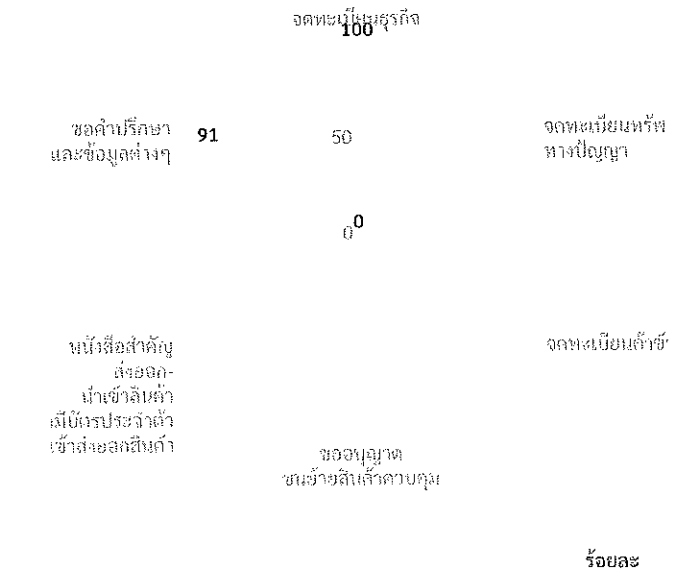 จดทะเบียนธุรกิจ
100
ขอคำปรึกษา
และข้อมูลต่างๆ
91
50
จดทะเบียนทรัพ
ทางปัญญา
0
0
หนังสือสำคัญ
ส่งออก-
นำเข้าสินค้า
มีบัตรประจำตัว
เข้าส่งออกสินค้า
จดทะเบียนค้าข้
ขออนุญาต
ขนย้ายสินค้าควบคุม
ร้อยละ